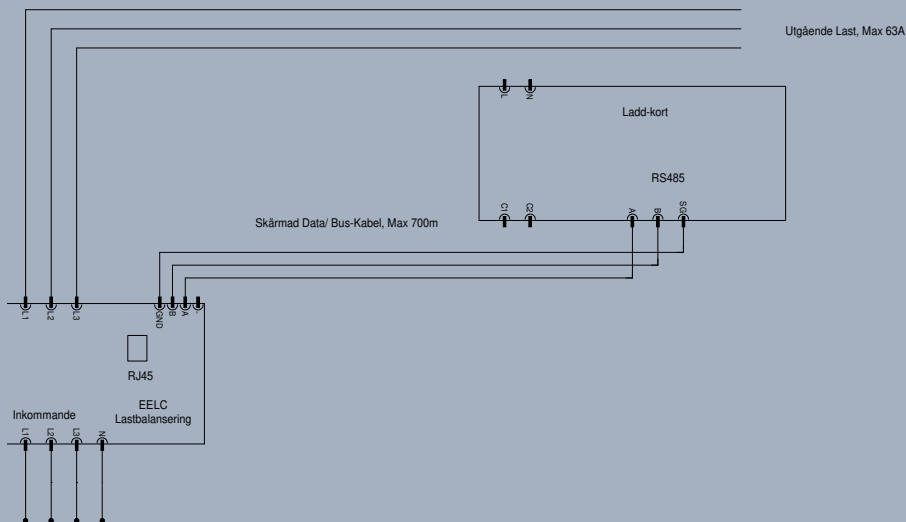 Utgående Last, Max 63A
L N
Ladd-kort
RS485
C1 C2 A B SG
Skärmad Data/ Bus-Kabel, Max 700m
L1 L2 L3 GND B A
RJ45
EELC
Lastbalansering
Inkommande
L1 L2 L3 N